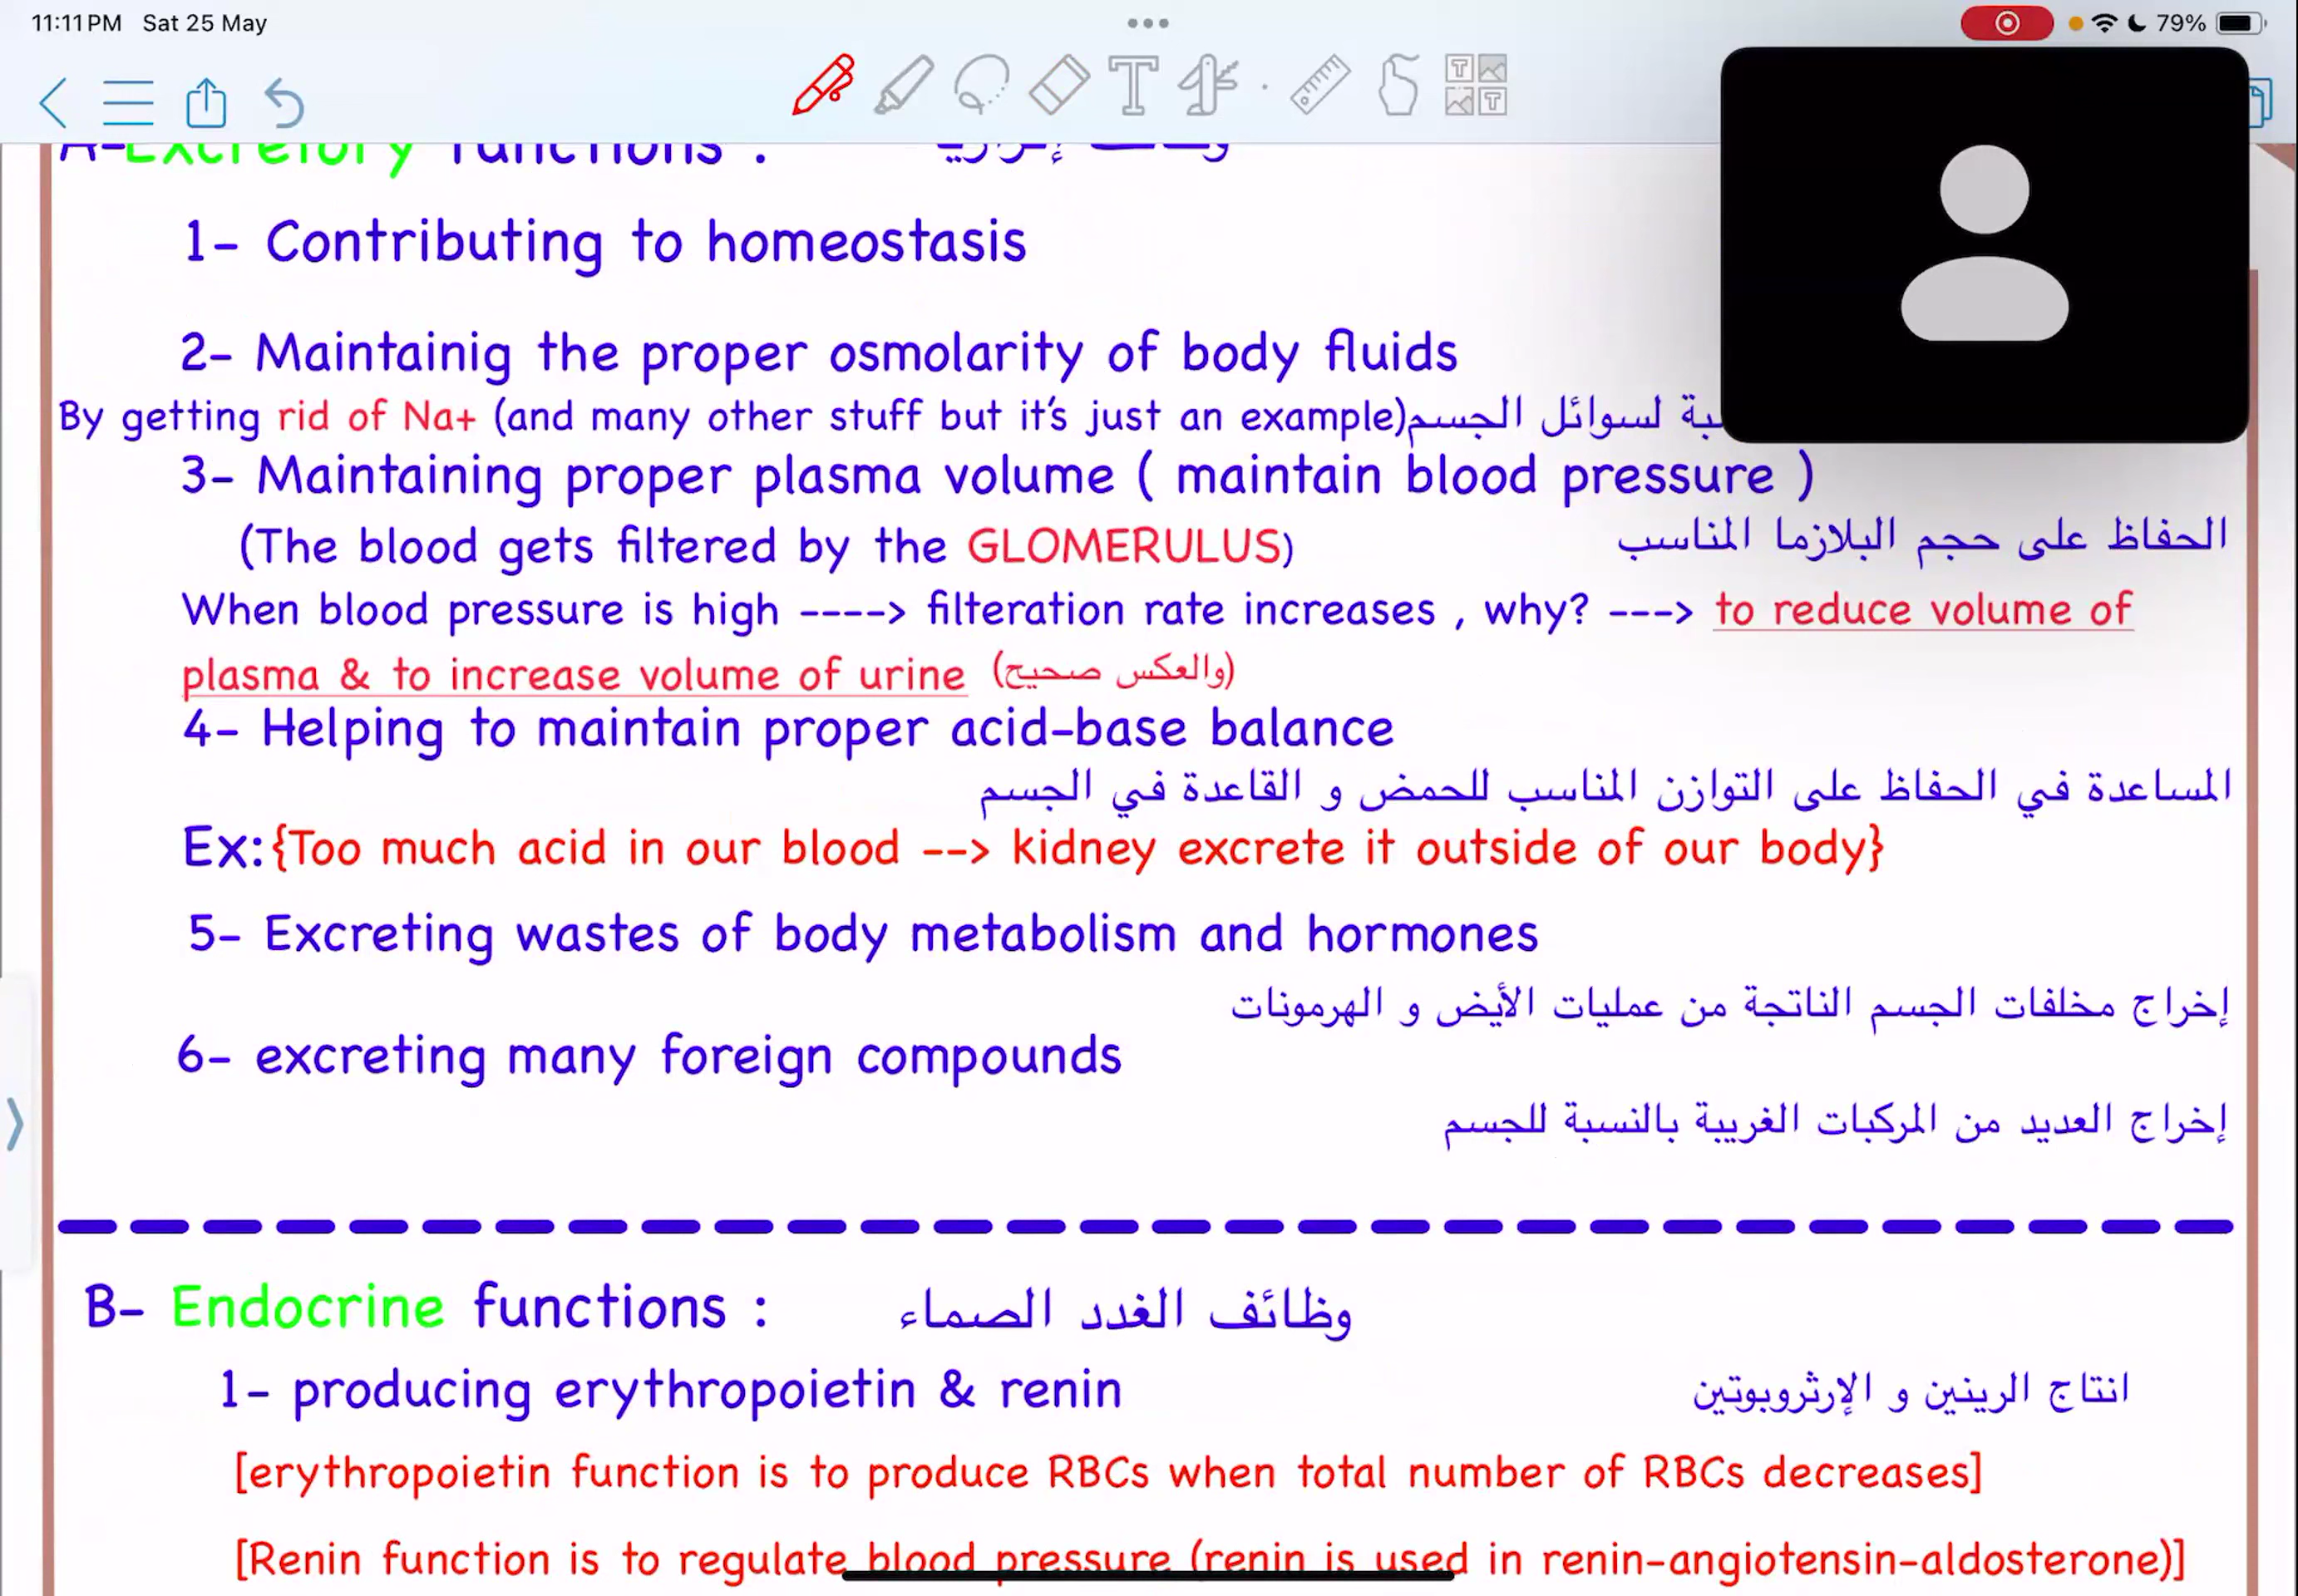 11:11 PM Sat 25 May
79%
A-Excretory functions :
1- Contributing to homeostasis
2- Maintainig the proper osmolarity of body fluids
By getting rid of Na+ (and many other stuff but it's just an example) لسوائل الجسم
3- Maintaining proper plasma volume ( maintain blood pressure )
(The blood gets filtered by the GLOMERULUS) الحفاظ على حجم البلازما المناسب
When blood pressure is high ----> filteration rate increases , why? ---> to reduce volume of
plasma & to increase volume of urine (والعكس صحيح)
4- Helping to maintain proper acid-base balance
المساعدة في الحفاظ على التوازن المناسب للحمض و القاعدة في الجسم
Ex:{Too much acid in our blood --> kidney excrete it outside of our body}
5- Excreting wastes of body metabolism and hormones
إخراج مخلفات الجسم الناتجة من عمليات الأيض و الهرمونات
6- excreting many foreign compounds
إخراج العديد من المركبات الغريبة بالنسبة للجسم
B- Endocrine functions : وظائف الغدد الصماء
1- producing erythropoietin & renin انتاج الرينين و الإرثروبوتين
[erythropoietin function is to produce RBCs when total number of RBCs decreases]
[Renin function is to regulate blood pressure (renin is used in renin-angiotensin-aldosterone)]